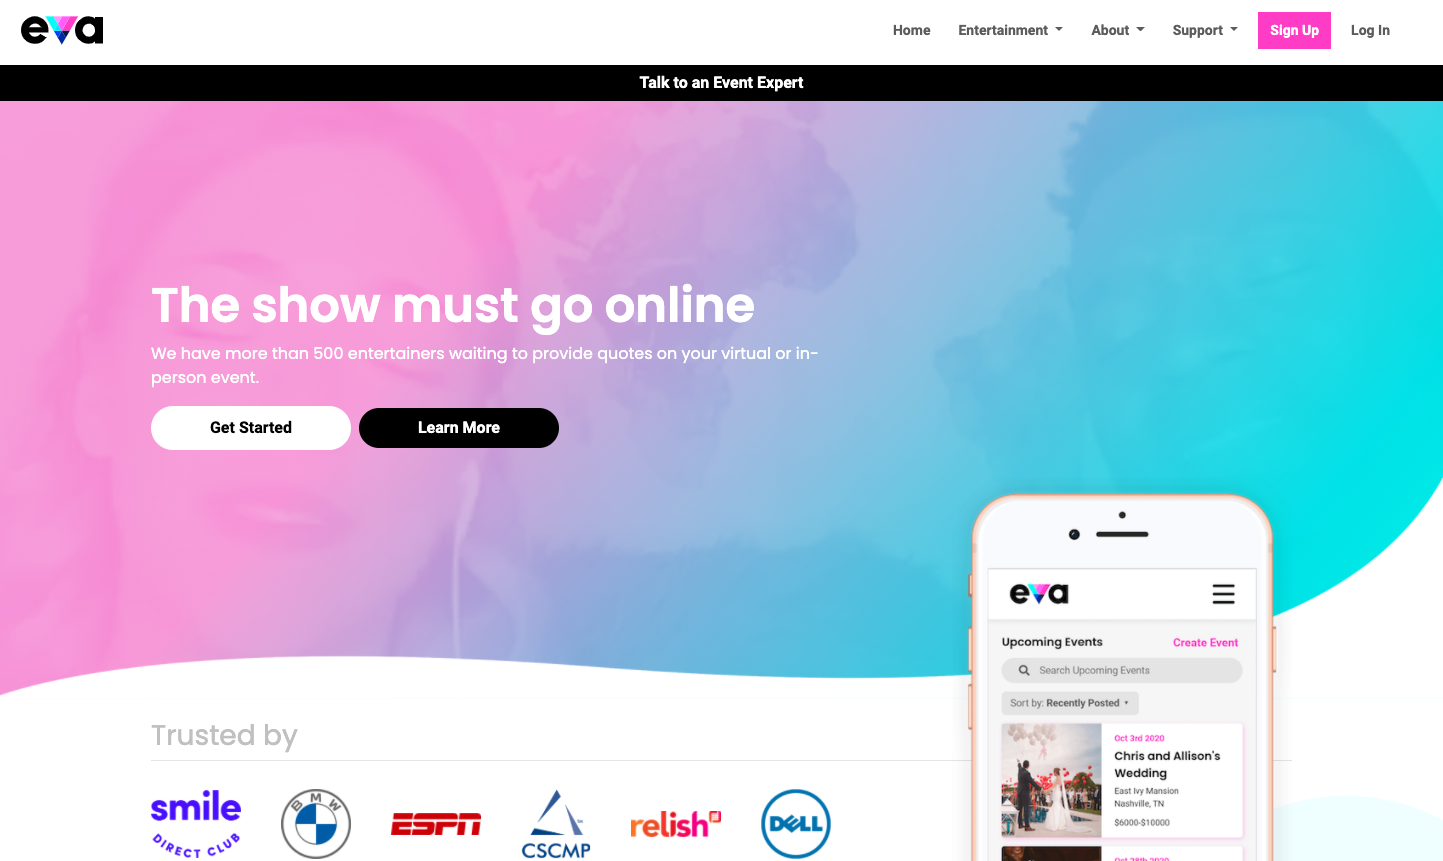 eva
Home
Entertainment
About
Support
Sign Up
Log In
Talk to an Event Expert
The show must go online
We have more than 500 entertainers waiting to provide quotes on your virtual or in-
person event.
Get Started
Learn More
eva
Upcoming Events
Create Event
Search Upcoming Events
Sort by: Recently Posted
Oct 3rd 2020
Chris and Allison's
Wedding
East Ivy Mansion
Nashville, TN
$6000-$10000
Oct 28th 2020
Trusted by
smile
DIRECT CLUB
BMW
ESPN
CSCMP
relish
DELL